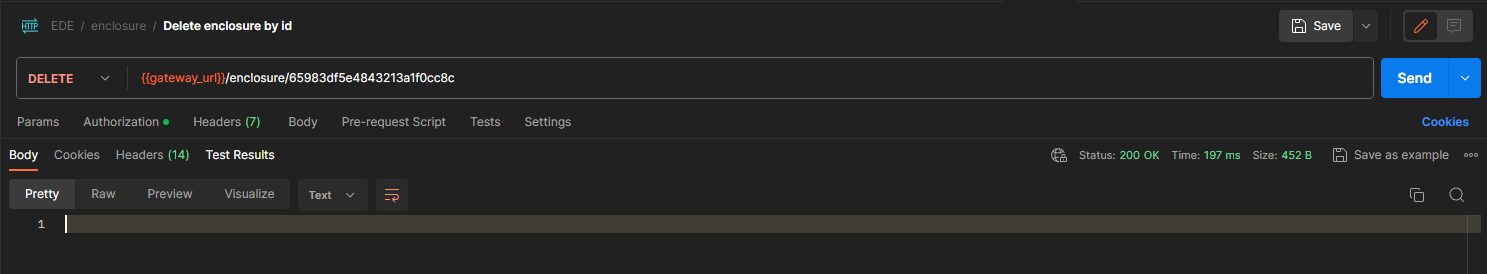 HTTP EDE / enclosure / Delete enclosure by id Save
DELETE {{gateway_url}}/enclosure/65983df5e4843213a1f0cc8c Send
Params Authorization Headers (7) Body Pre-request Script Tests Settings Cookies
Body Cookies Headers (14) Test Results Status: 200 OK Time: 197 ms Size: 452 B Save as example
Pretty Raw Preview Visualize Text
1